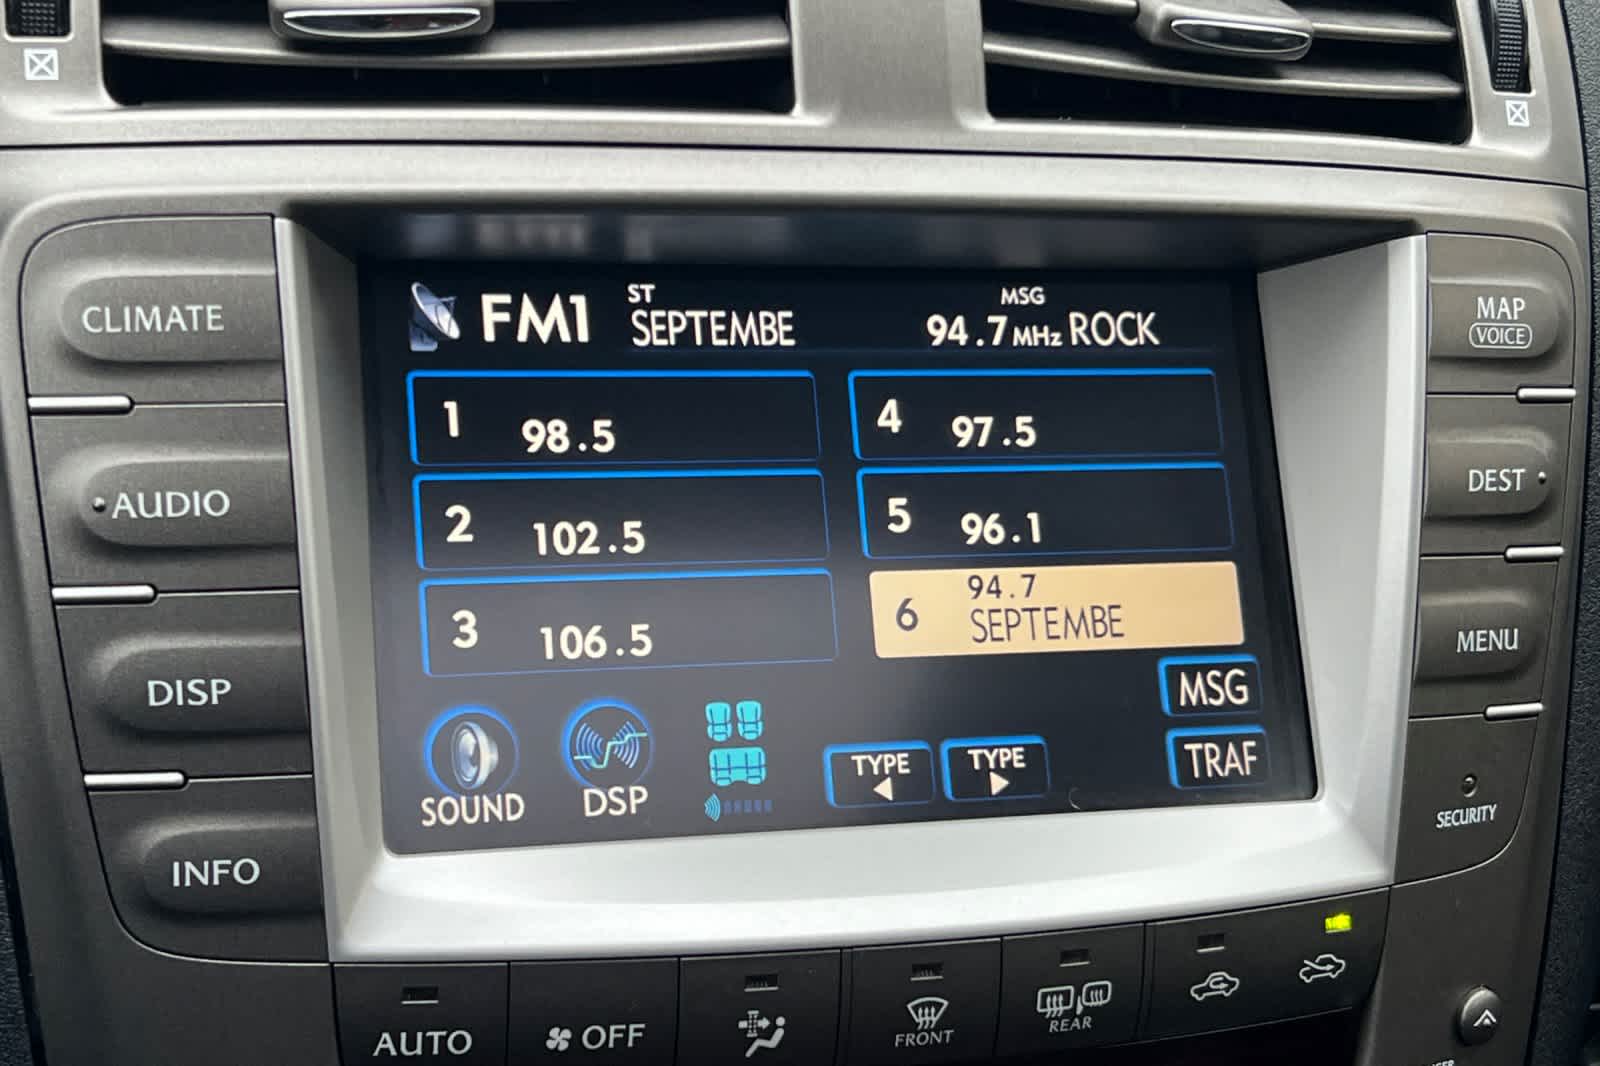 CLIMATE
AUDIO
DISP
INFO
FM1
ST
SEPTEMBE
MSG
94.7MHz ROCK
1 98.5
2 102.5
3 106.5
4 97.5
5 96.1
6 94.7
SEPTEMBE
SOUND
DSP
TYPE
TYPE
MSG
TRAF
MAP
VOICE
DEST
MENU
SECURITY
AUTO
OFF
FRONT
REAR